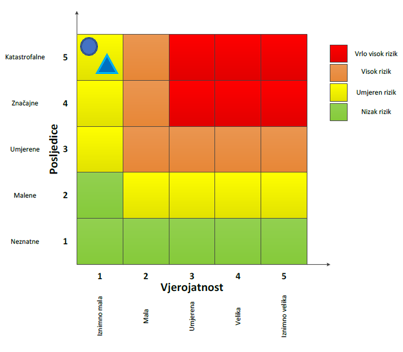 Katastrofalne 5
Značajne 4
Umjerene 3
Malene 2
Neznatne 1
Posljedice
1 2 3 4 5
Vjerojatnost
Iznimno mala
Mala
Umjerena
Velika
Iznimno velika
Vrlo visok rizik
Visok rizik
Umjeren rizik
Nizak rizik